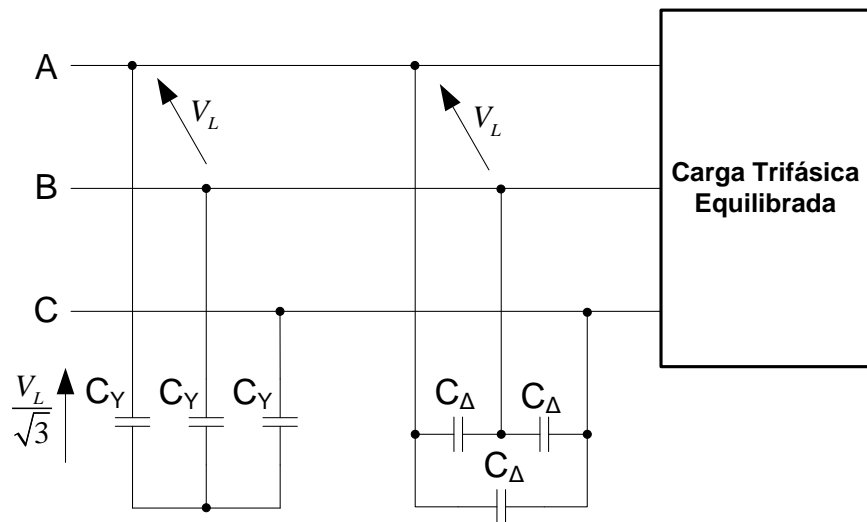 A
B
C
V_L
V_L
Carga Trifásica
Equilibrada
V_L
√3
C_Y
C_Y
C_Y
C_Δ
C_Δ
C_Δ